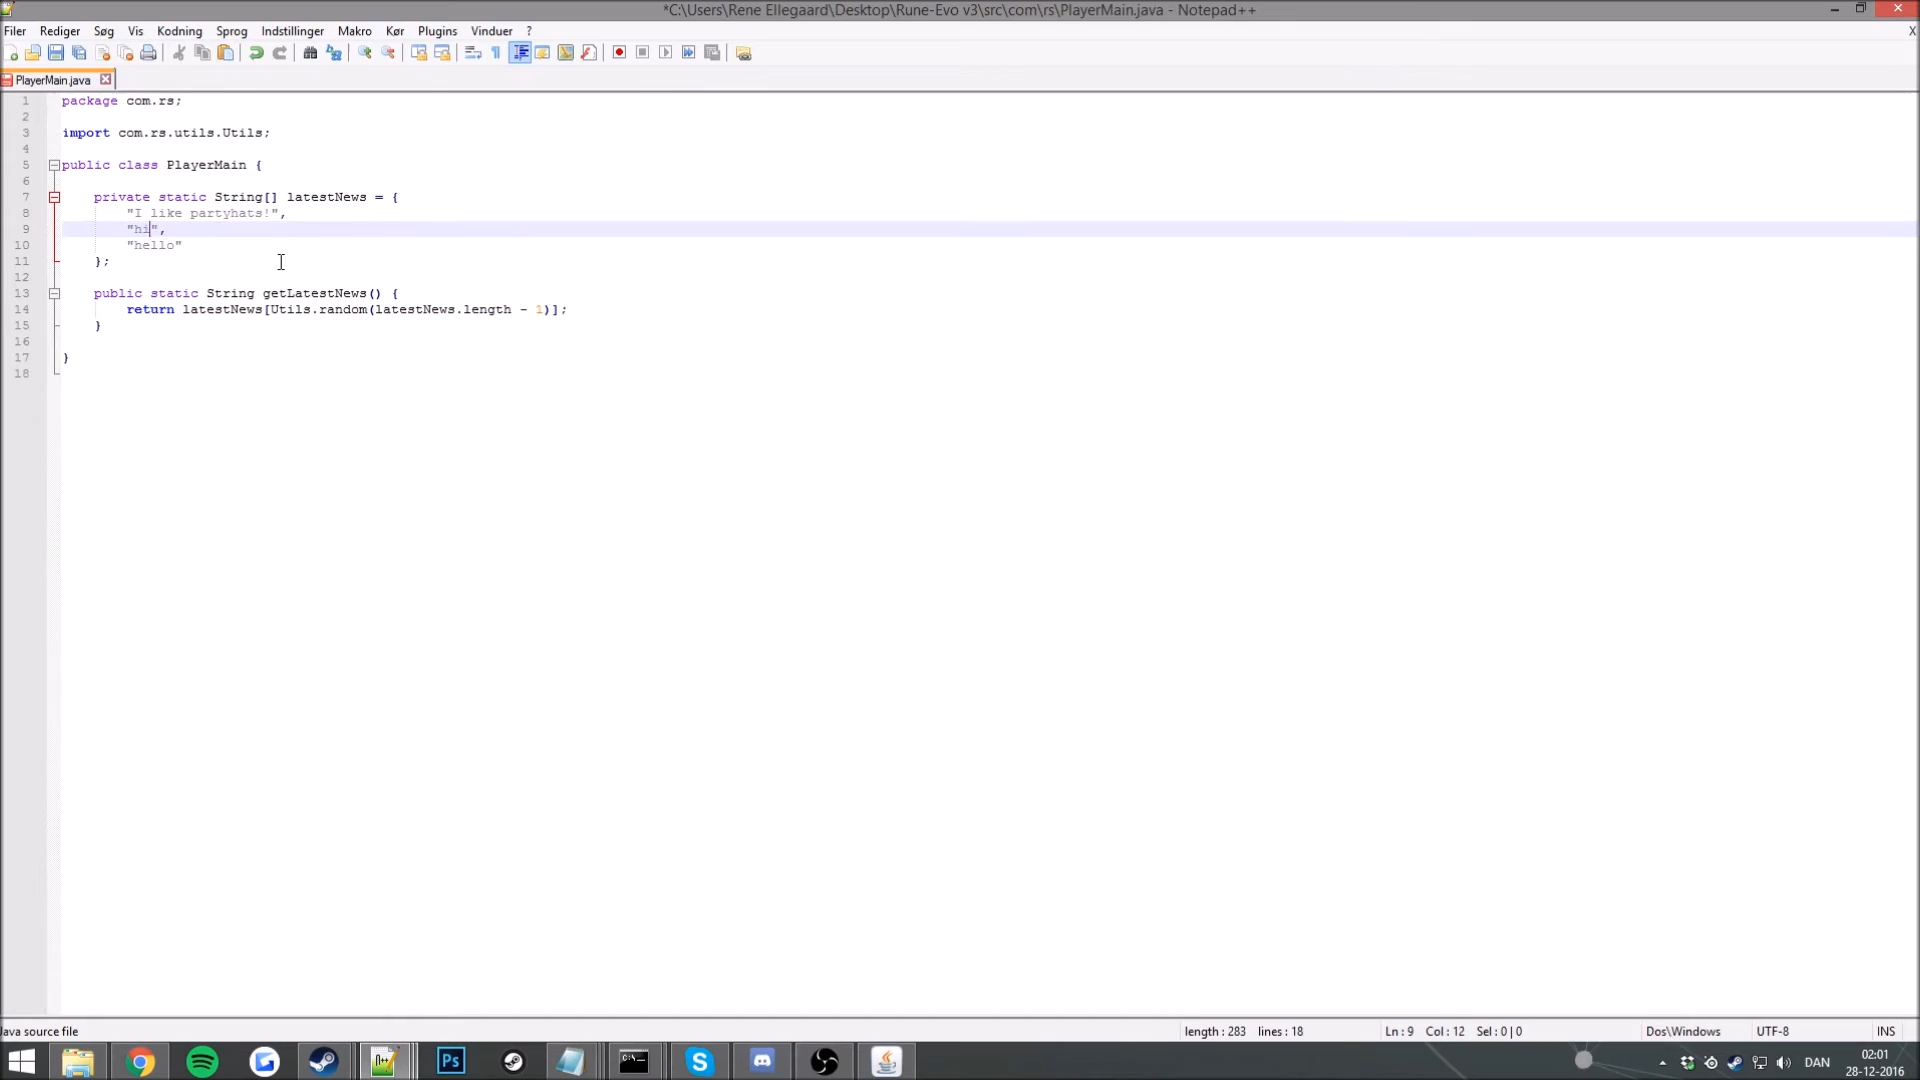 *C:\Users\Rene Ellegaard\Desktop\Rune-Evo v3\src\com\rs\PlayerMain.java - Notepad++
Filer Rediger Søg Vis Kodning Sprog Indstillinger Makro Kør Plugins Vinduer ? X
PlayerMain.java
1 package com.rs;
2
3 import com.rs.utils.Utils;
4
5 public class PlayerMain {
6
7 private static String[] latestNews = {
8 "I like partyhats!",
9 "hi",
10 "hello"
11 };
12
13 public static String getLatestNews() {
14 return latestNews[Utils.random(latestNews.length - 1)];
15 }
16
17 }
18
Java source file length : 283 lines : 18 Ln : 9 Col : 12 Sel : 0 | 0 Dos\Windows UTF-8 INS
Ps
DAN
02:01
28-12-2016